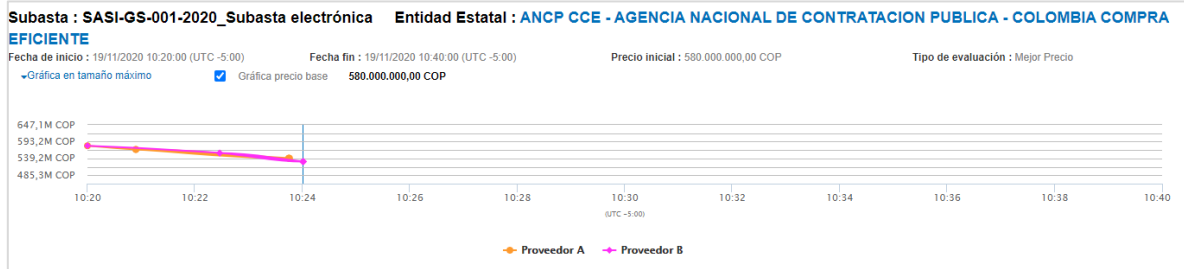 Subasta : SASI-GS-001-2020_Subasta electrónica Entidad Estatal : ANCP CCE - AGENCIA NACIONAL DE CONTRATACION PUBLICA - COLOMBIA COMPRA
EFICIENTE
Fecha de inicio : 19/11/2020 10:20:00 (UTC -5:00) Fecha fin : 19/11/2020 10:40:00 (UTC -5:00) Precio inicial : 580.000.000,00 COP Tipo de evaluación : Mejor Precio
Gráfica en tamaño máximo Gráfica precio base 580.000.000,00 COP
647,1M COP
593,2M COP
539,2M COP
485,3M COP
10:20 10:22 10:24 10:26 10:28 10:30 10:32 10:34 10:36 10:38 10:40
(UTC -5:00)
Proveedor A Proveedor B